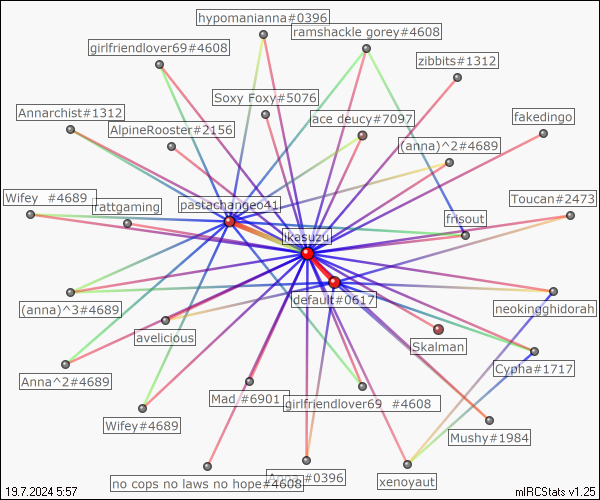 hypomanianna#0396
ramshackle gorey#4608
girlfriendlover69#4608
zibbits#1312
Soxy Foxy#5076
Annarchist#1312
ace deucy#7097
fakedingo
AlpineRooster#2156
(anna)^2#4689
Wifey  #4689
rattgaming
pastachangeo41
Toucan#2473
frisout
ikasuzu
default#0617
(anna)^3#4689
neokingghidorah
avelicious
Skalman
Cypha#1717
Anna^2#4689
Mad #6901
girlfriendlover69  #4608
Wifey#4689
Mushy#1984
Anna #0396
xenoyaut
no cops no laws no hope#4608
19.7.2024 5:57
mIRCStats v1.25